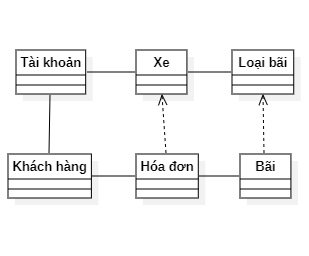 Tài khoản
Xe
Loại bãi
Khách hàng
Hóa đơn
Bãi